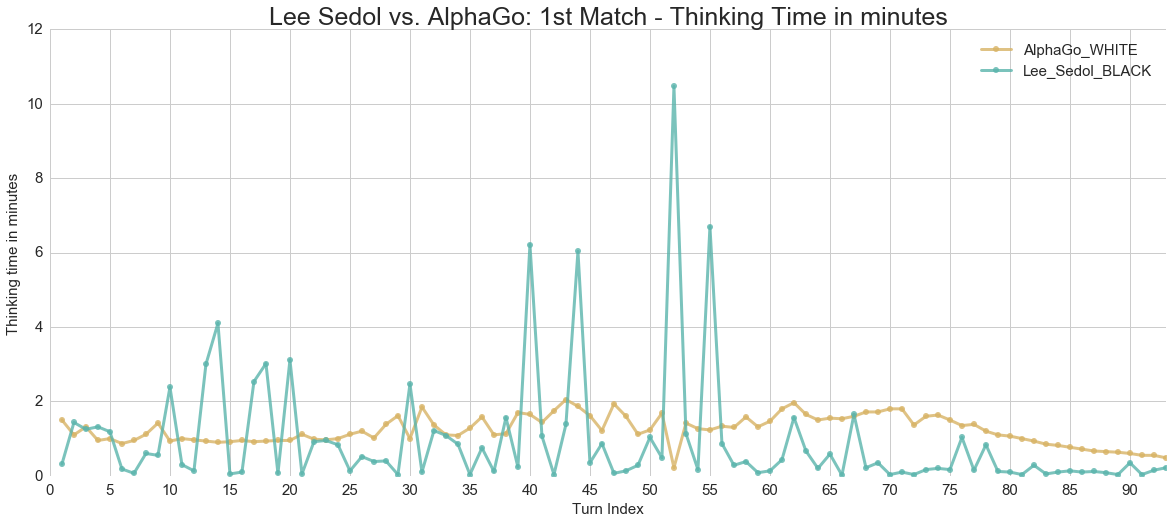 Lee Sedol vs. AlphaGo: 1st Match - Thinking Time in minutes
AlphaGo_WHITE
Lee_Sedol_BLACK
Thinking time in minutes
12
10
8
6
4
2
0
0 5 10 15 20 25 30 35 40 45 50 55 60 65 70 75 80 85 90
Turn Index